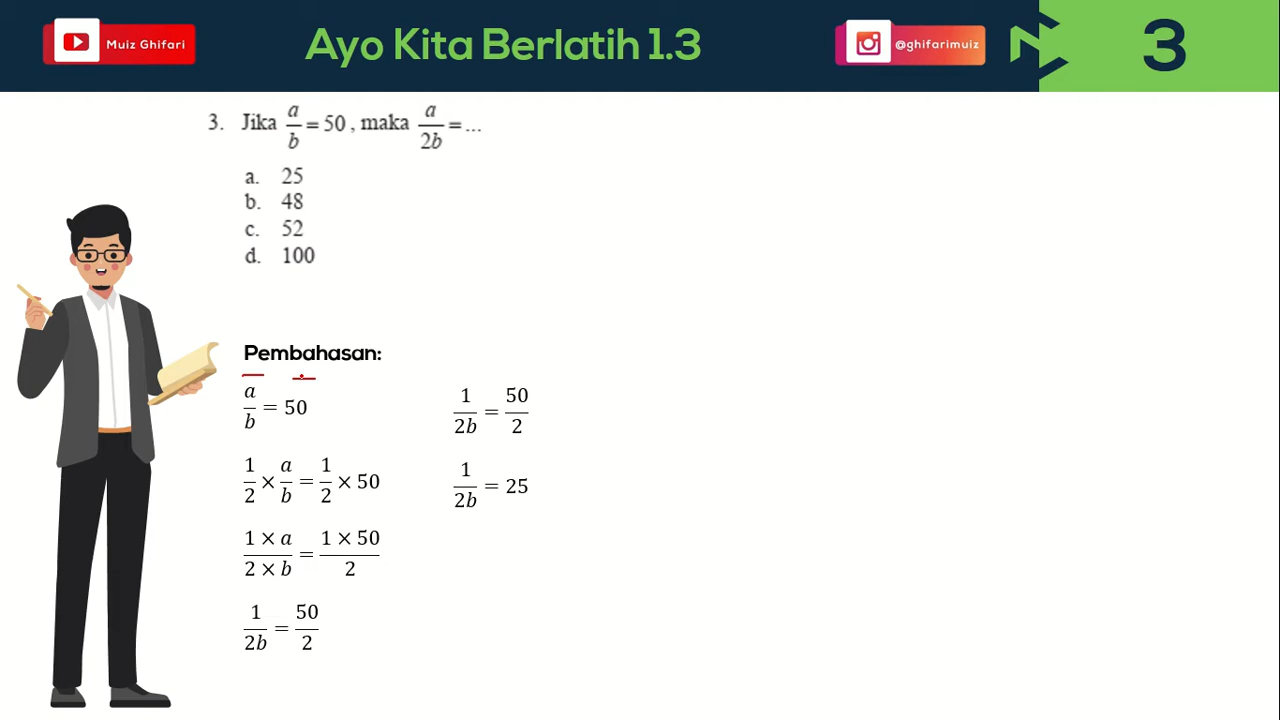 Muiz Ghifari
Ayo Kita Berlatih 1.3
@ghifarimuiz
3
3. Jika a/b = 50 , maka a/2b = ...
a. 25
b. 48
c. 52
d. 100
Pembahasan:
a/b = 50
1/2 × a/b = 1/2 × 50
(1 × a)/(2 × b) = (1 × 50)/2
1/2b = 50/2
1/2b = 50/2
1/2b = 25